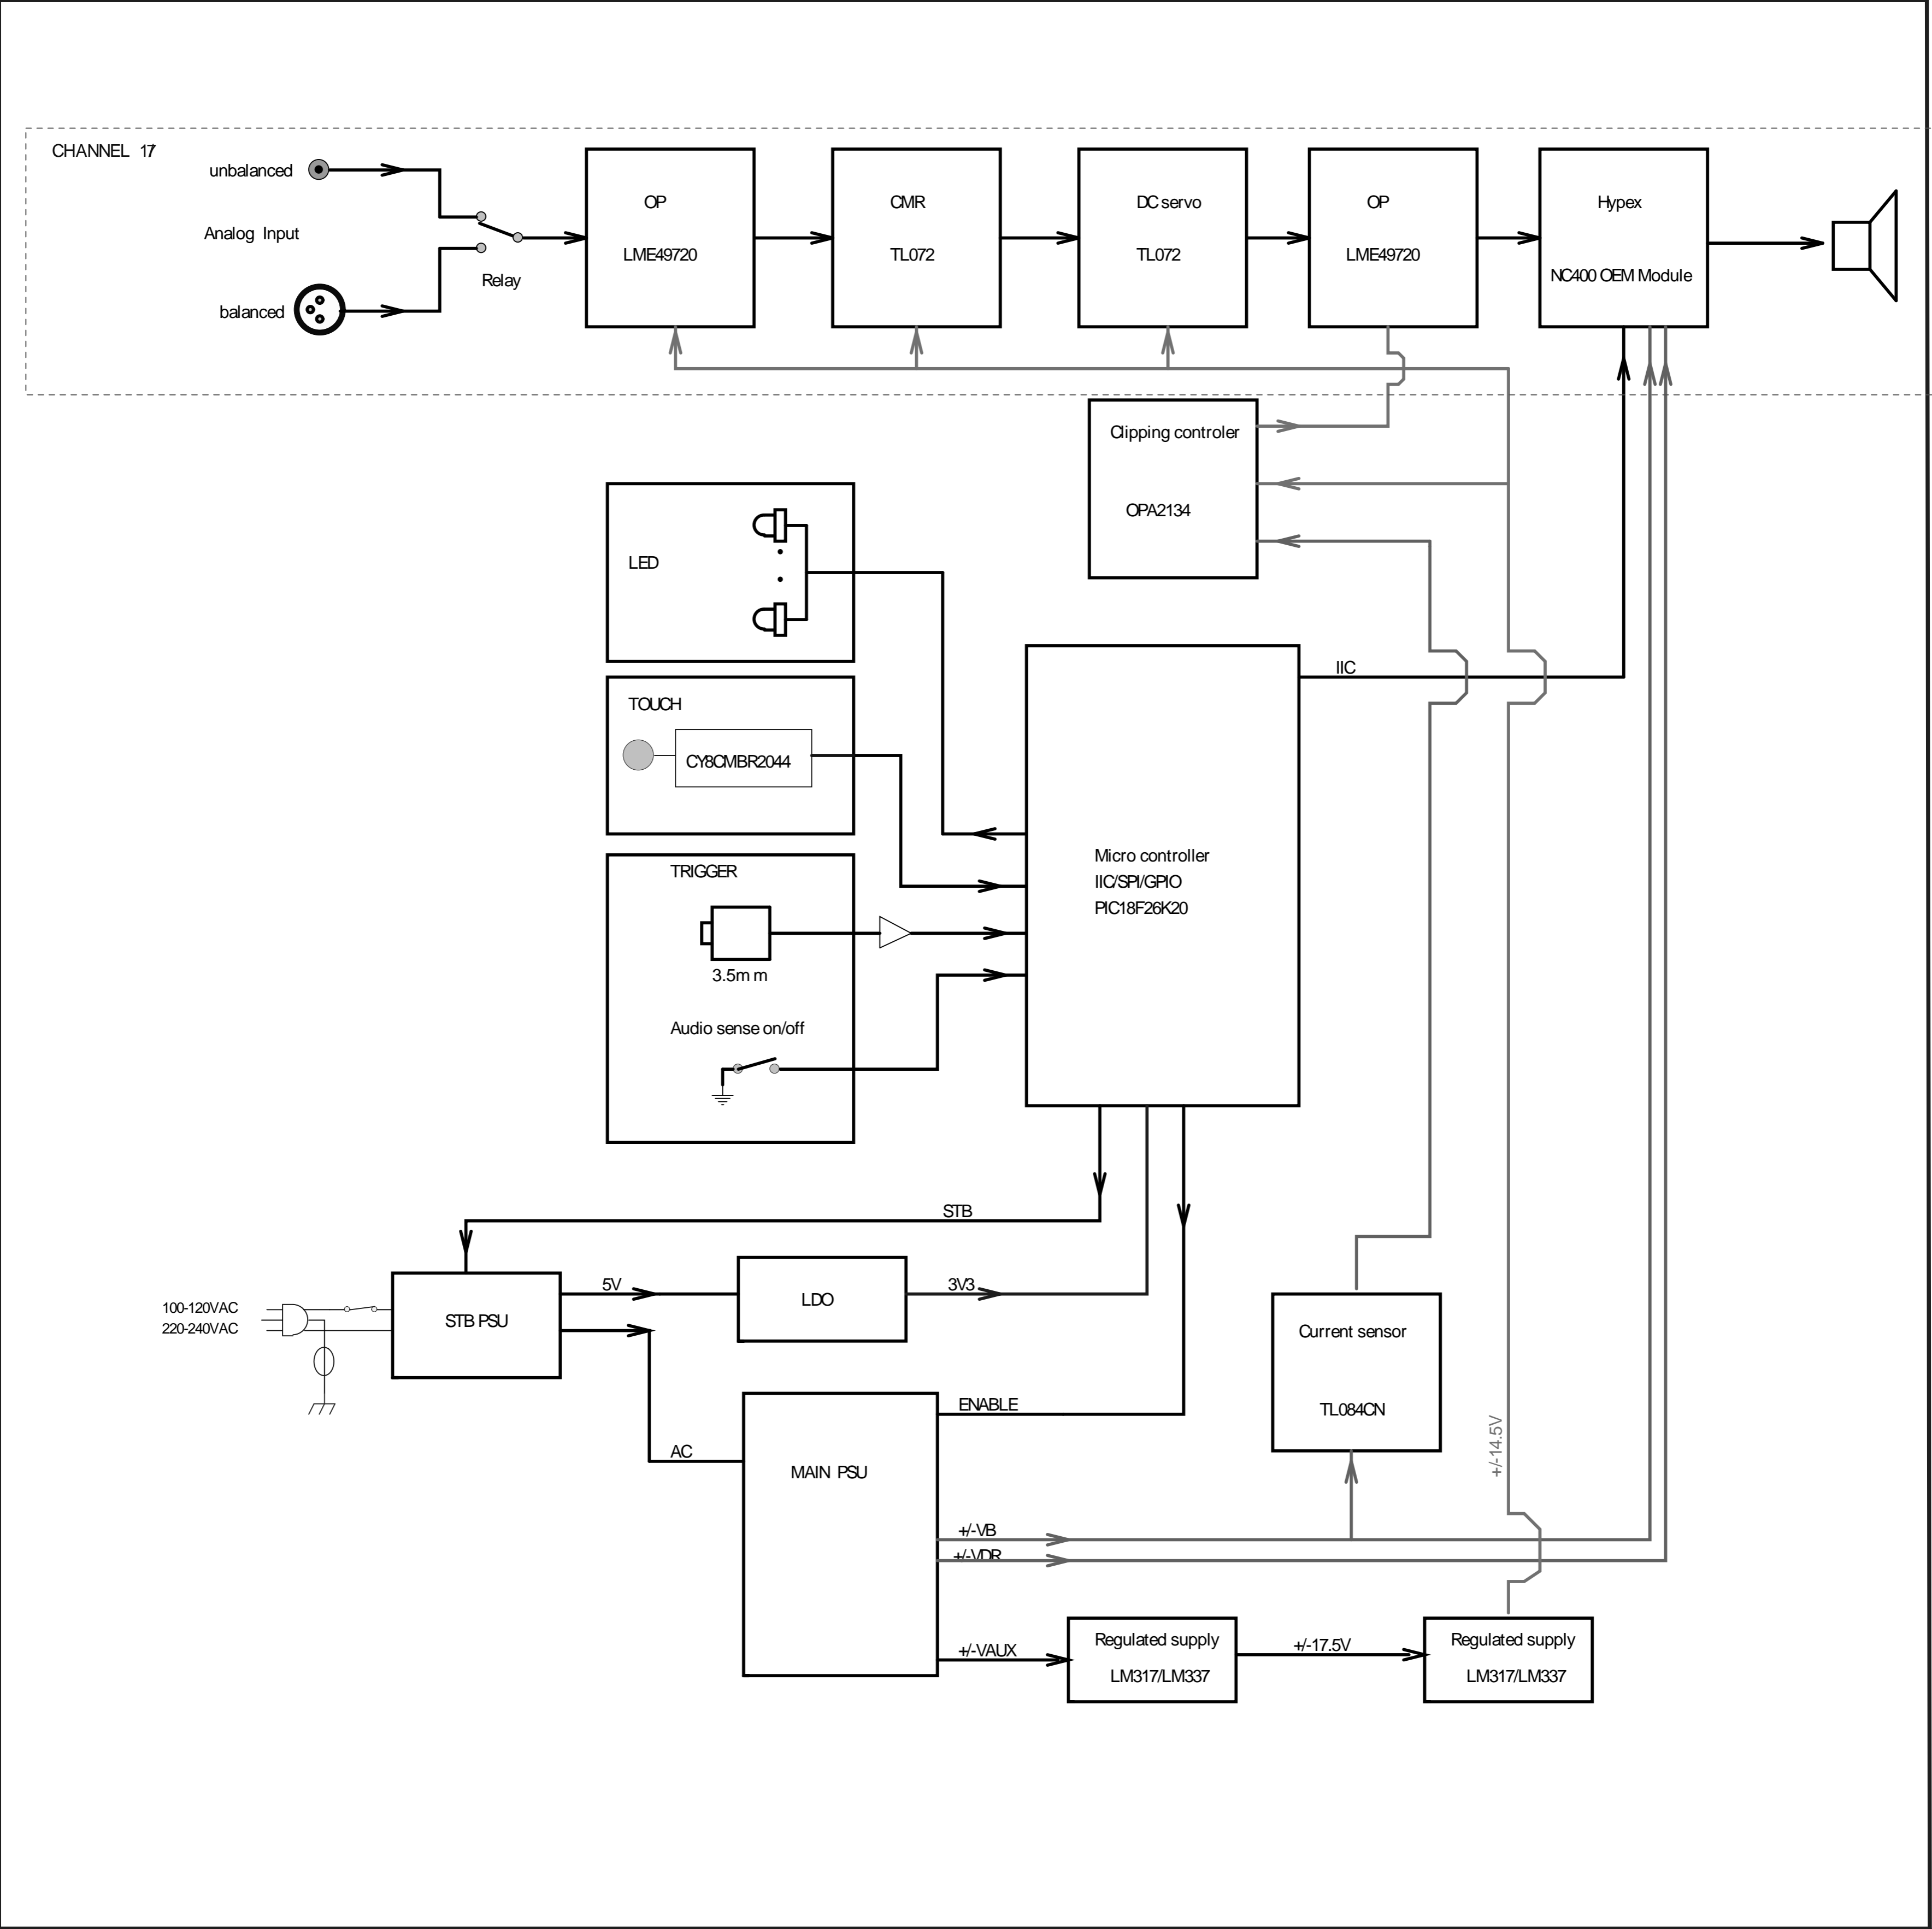 CHANNEL 17
unbalanced
Analog Input
balanced
Relay
OP
LME49720
CMR
TL072
DC servo
TL072
OP
LME49720
Hypex
NC400 OEM Module
Clipping controler
OPA2134
LED
TOUCH
CY8CMBR2044
TRIGGER
3.5mm
Audio sense on/off
Micro controller
IIC/SPI/GPIO
PIC18F26K20
IIC
STB
100-120VAC
220-240VAC
STB PSU
5V
LDO
3V3
AC
MAIN PSU
ENABLE
+/-VB
+/-VDR
+/-VAUX
Current sensor
TL084CN
+/-14.5V
Regulated supply
LM317/LM337
+/-17.5V
Regulated supply
LM317/LM337